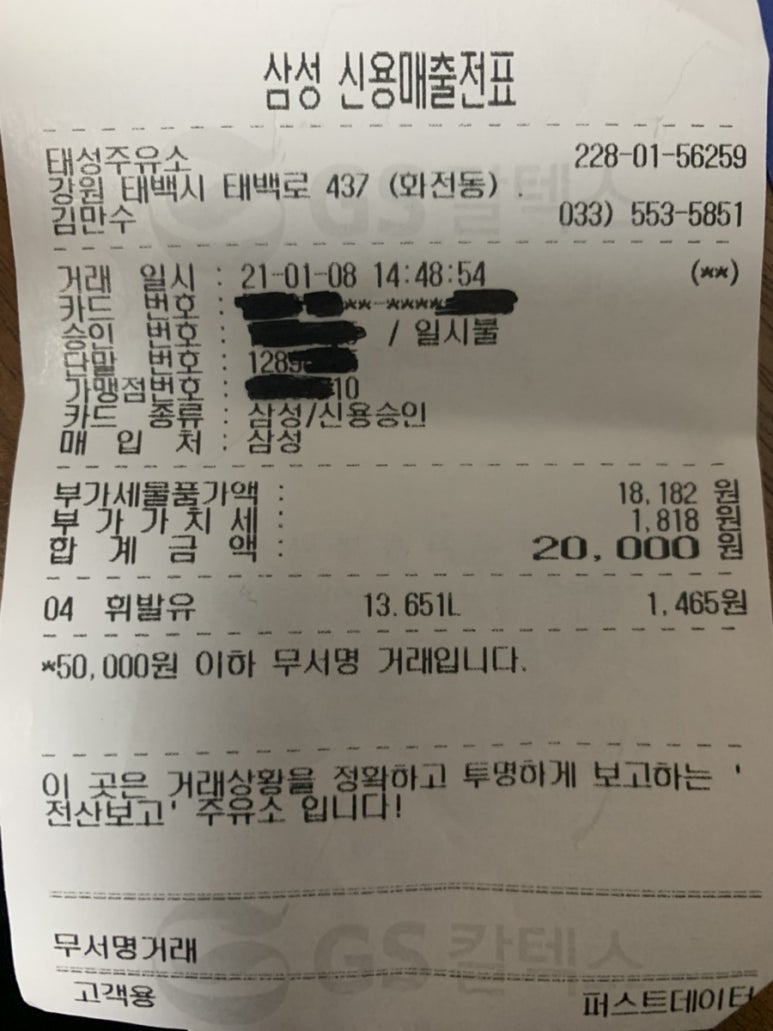 삼성 신용매출전표
태성주유소 228-01-56259
강원 태백시 태백로 437 (화전동) .
김만수 033) 553-5851
거래 일시 : 21-01-08 14:48:54 (**)
카드 번호 : **-****
승인 번호 : / 일시불
단말 번호 : 1285
가맹점번호 : 10
카드 종류 : 삼성/신용승인
매 입 처 : 삼성
부가세물품가액 : 18,182 원
부 가 가 치 세 : 1,818 원
합 계 금 액 : 20,000 원
04 휘발유 13.651L 1,465원
*50,000원 이하 무서명 거래입니다.
이 곳은 거래상황을 정확하고 투명하게 보고하는 '
전산보고' 주유소 입니다!
무서명거래
고객용 퍼스트데이터
GS칼텍스
GS칼텍스